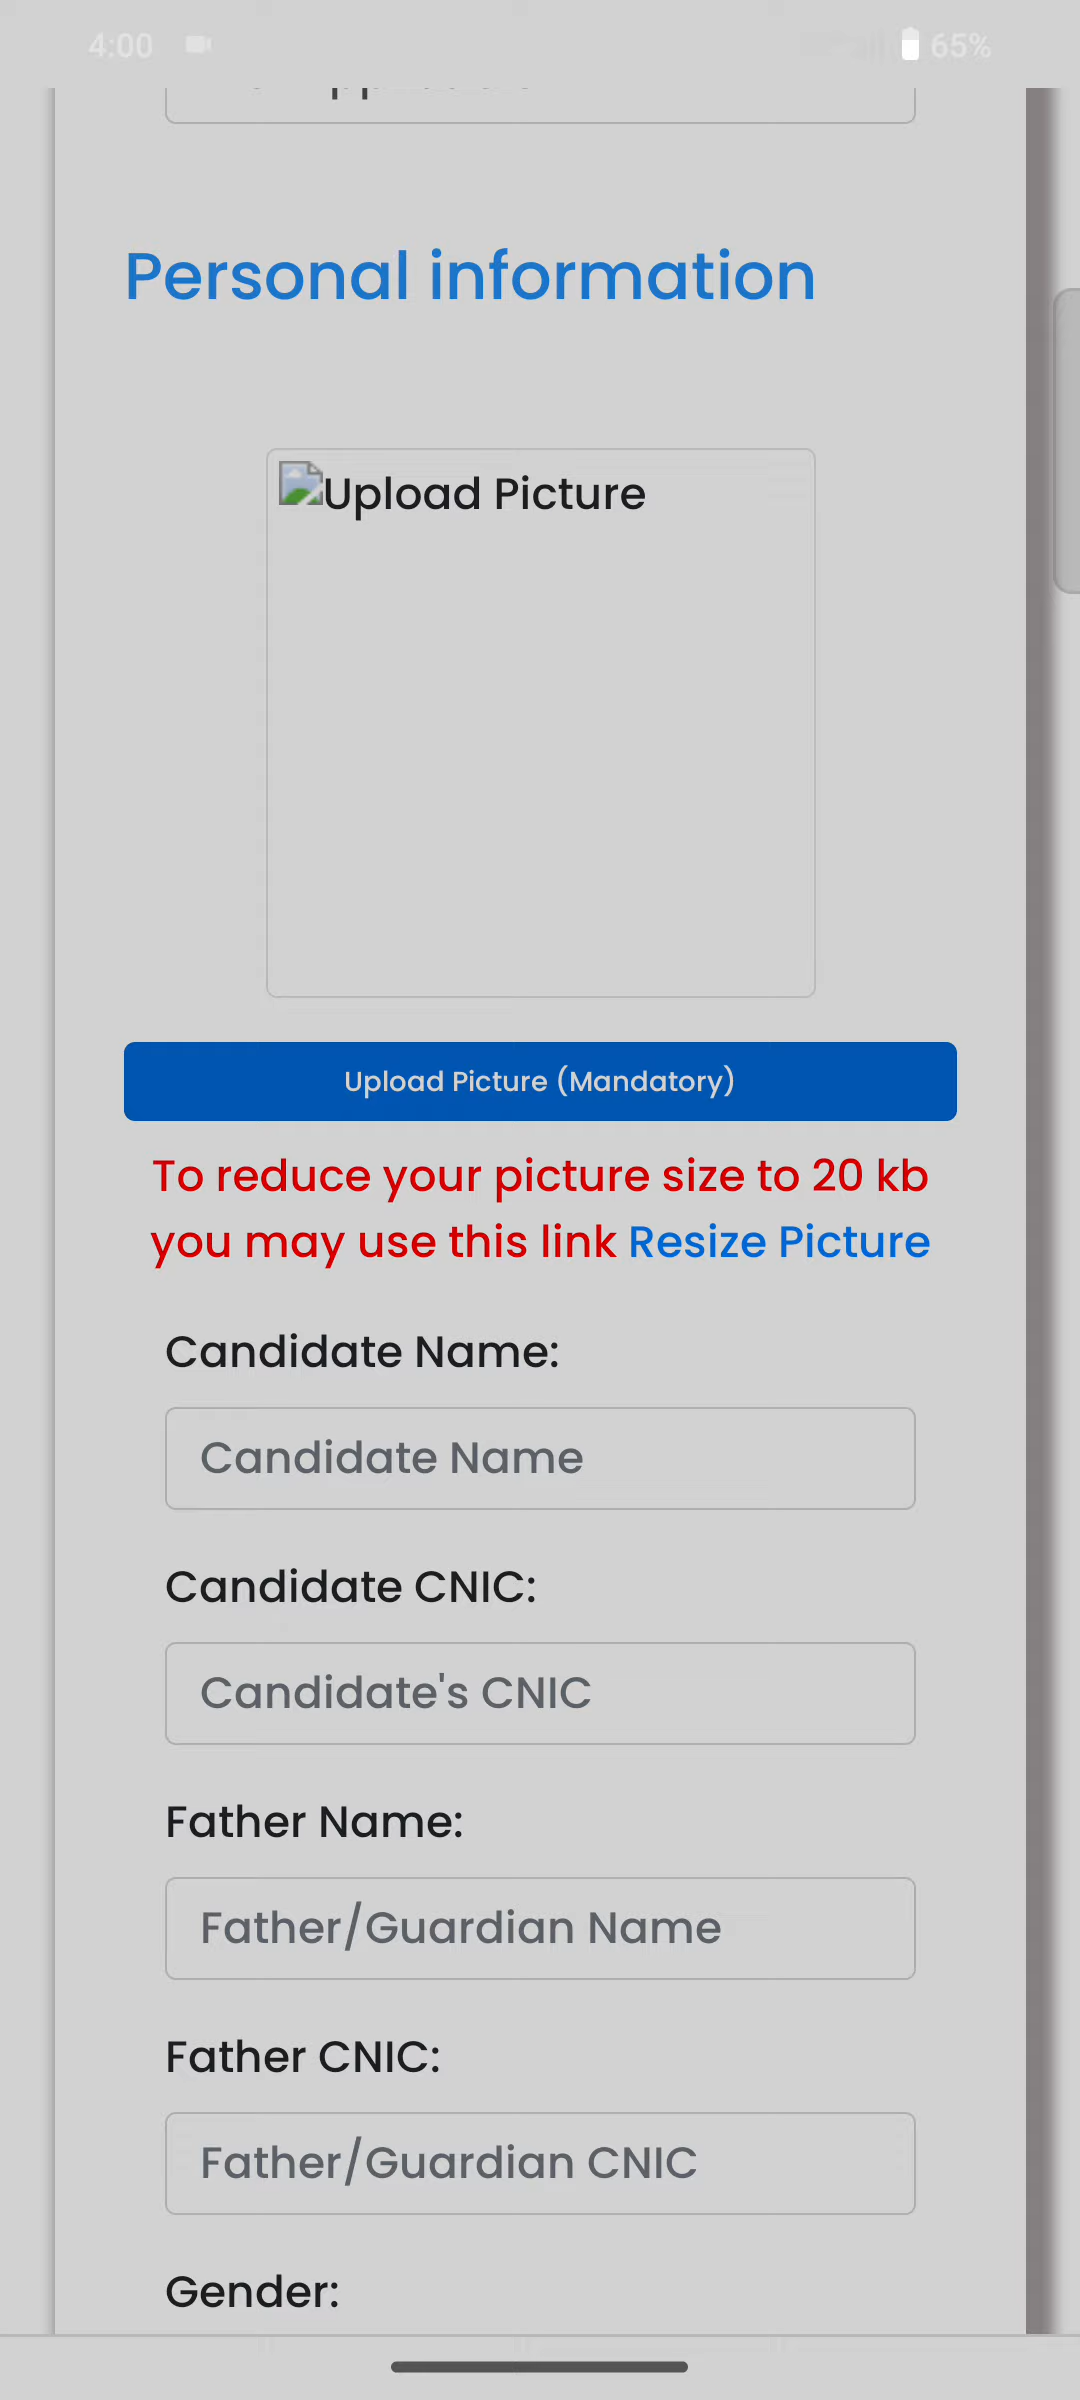 4:00
65%
Personal information
Upload Picture
Upload Picture (Mandatory)
To reduce your picture size to 20 kb
you may use this link Resize Picture
Candidate Name:
Candidate Name
Candidate CNIC:
Candidate's CNIC
Father Name:
Father/Guardian Name
Father CNIC:
Father/Guardian CNIC
Gender: